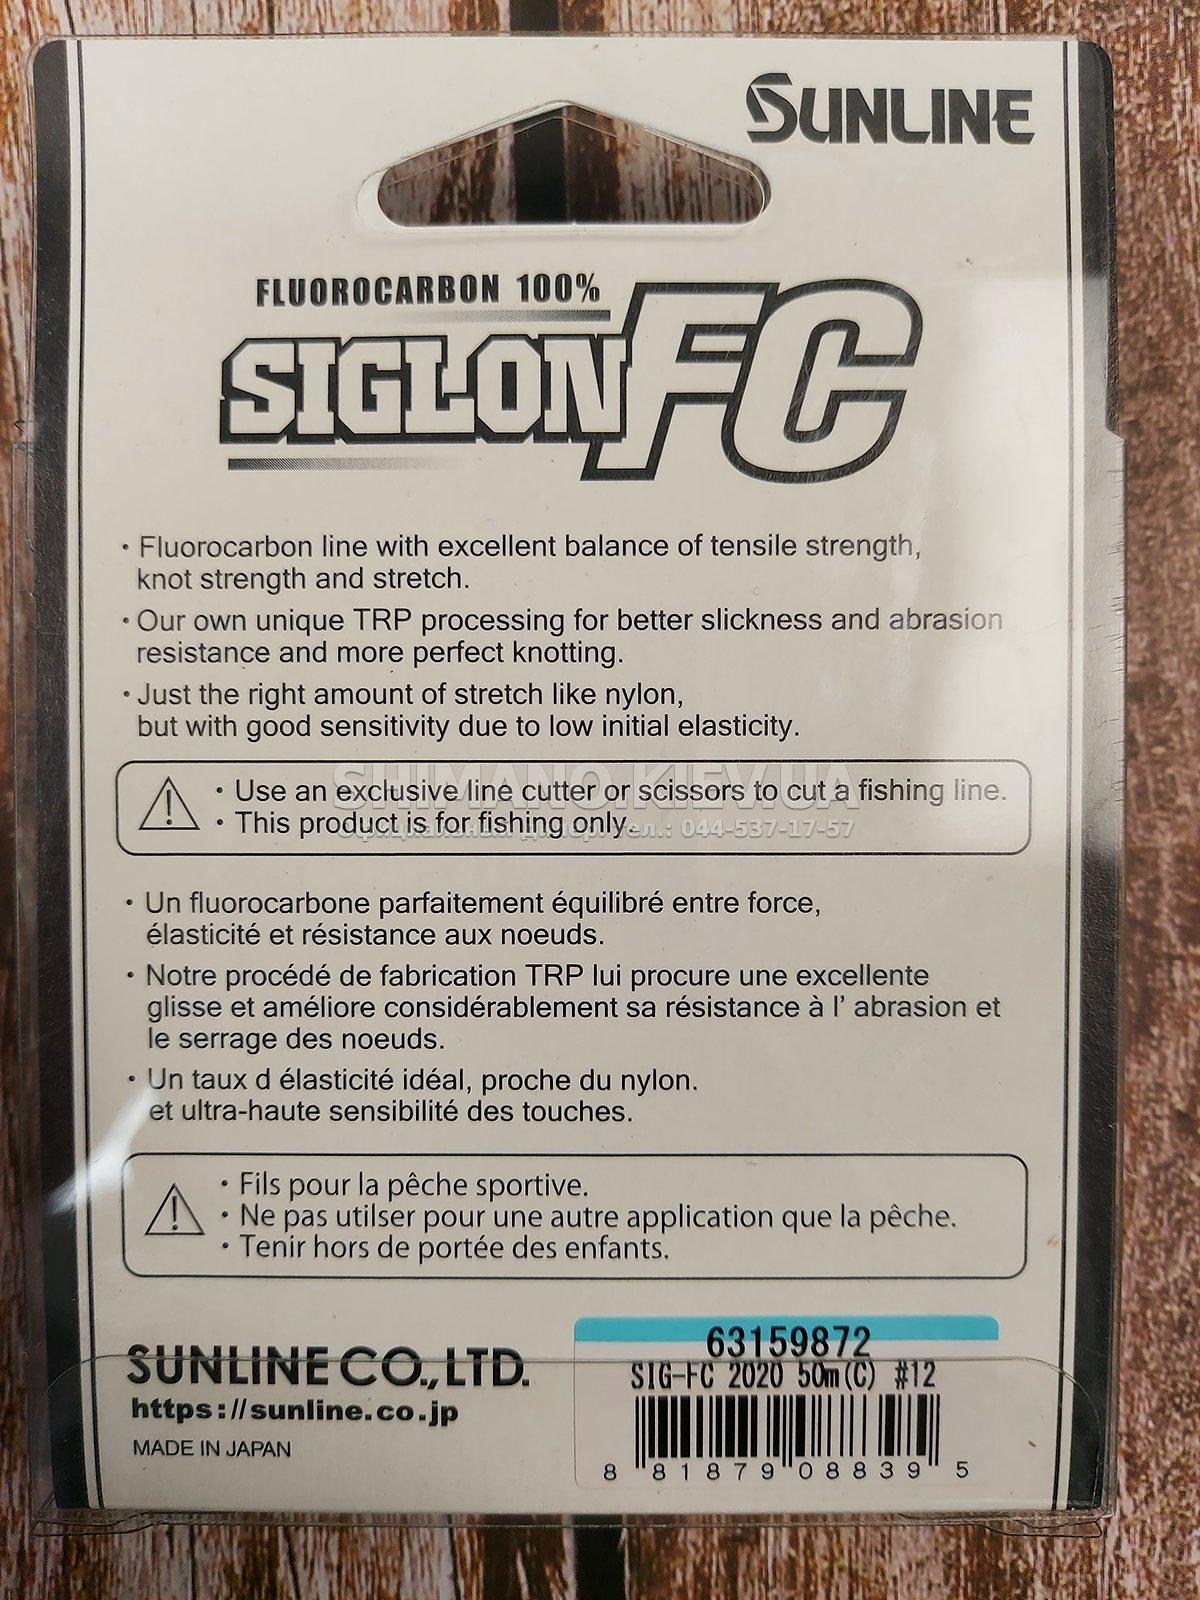 SUNLINE
FLUOROCARBON 100%
SIGLON FC
・Fluorocarbon line with excellent balance of tensile strength,
knot strength and stretch.
・Our own unique TRP processing for better slickness and abrasion
resistance and more perfect knotting.
・Just the right amount of stretch like nylon,
but with good sensitivity due to low initial elasticity.
・Use an exclusive line cutter or scissors to cut a fishing line.
SHIMANO.KIEV.UA
・This product is for fishing only.
Официальный дилер: тел.: 044-537-17-57
・Un fluorocarbone parfaitement équilibré entre force,
élasticité et résistance aux noeuds.
・Notre procédé de fabrication TRP lui procure une excellente
glisse et améliore considérablement sa résistance à l' abrasion et
le serrage des noeuds.
・Un taux d élasticité idéal, proche du nylon.
et ultra-haute sensibilité des touches.
・Fils pour la pêche sportive.
・Ne pas utilser pour une autre application que la pêche.
・Tenir hors de portée des enfants.
SUNLINE CO., LTD.
https://sunline.co.jp
MADE IN JAPAN
63159872
SIG-FC 2020 50m(C) #12
8 81879 08839 5